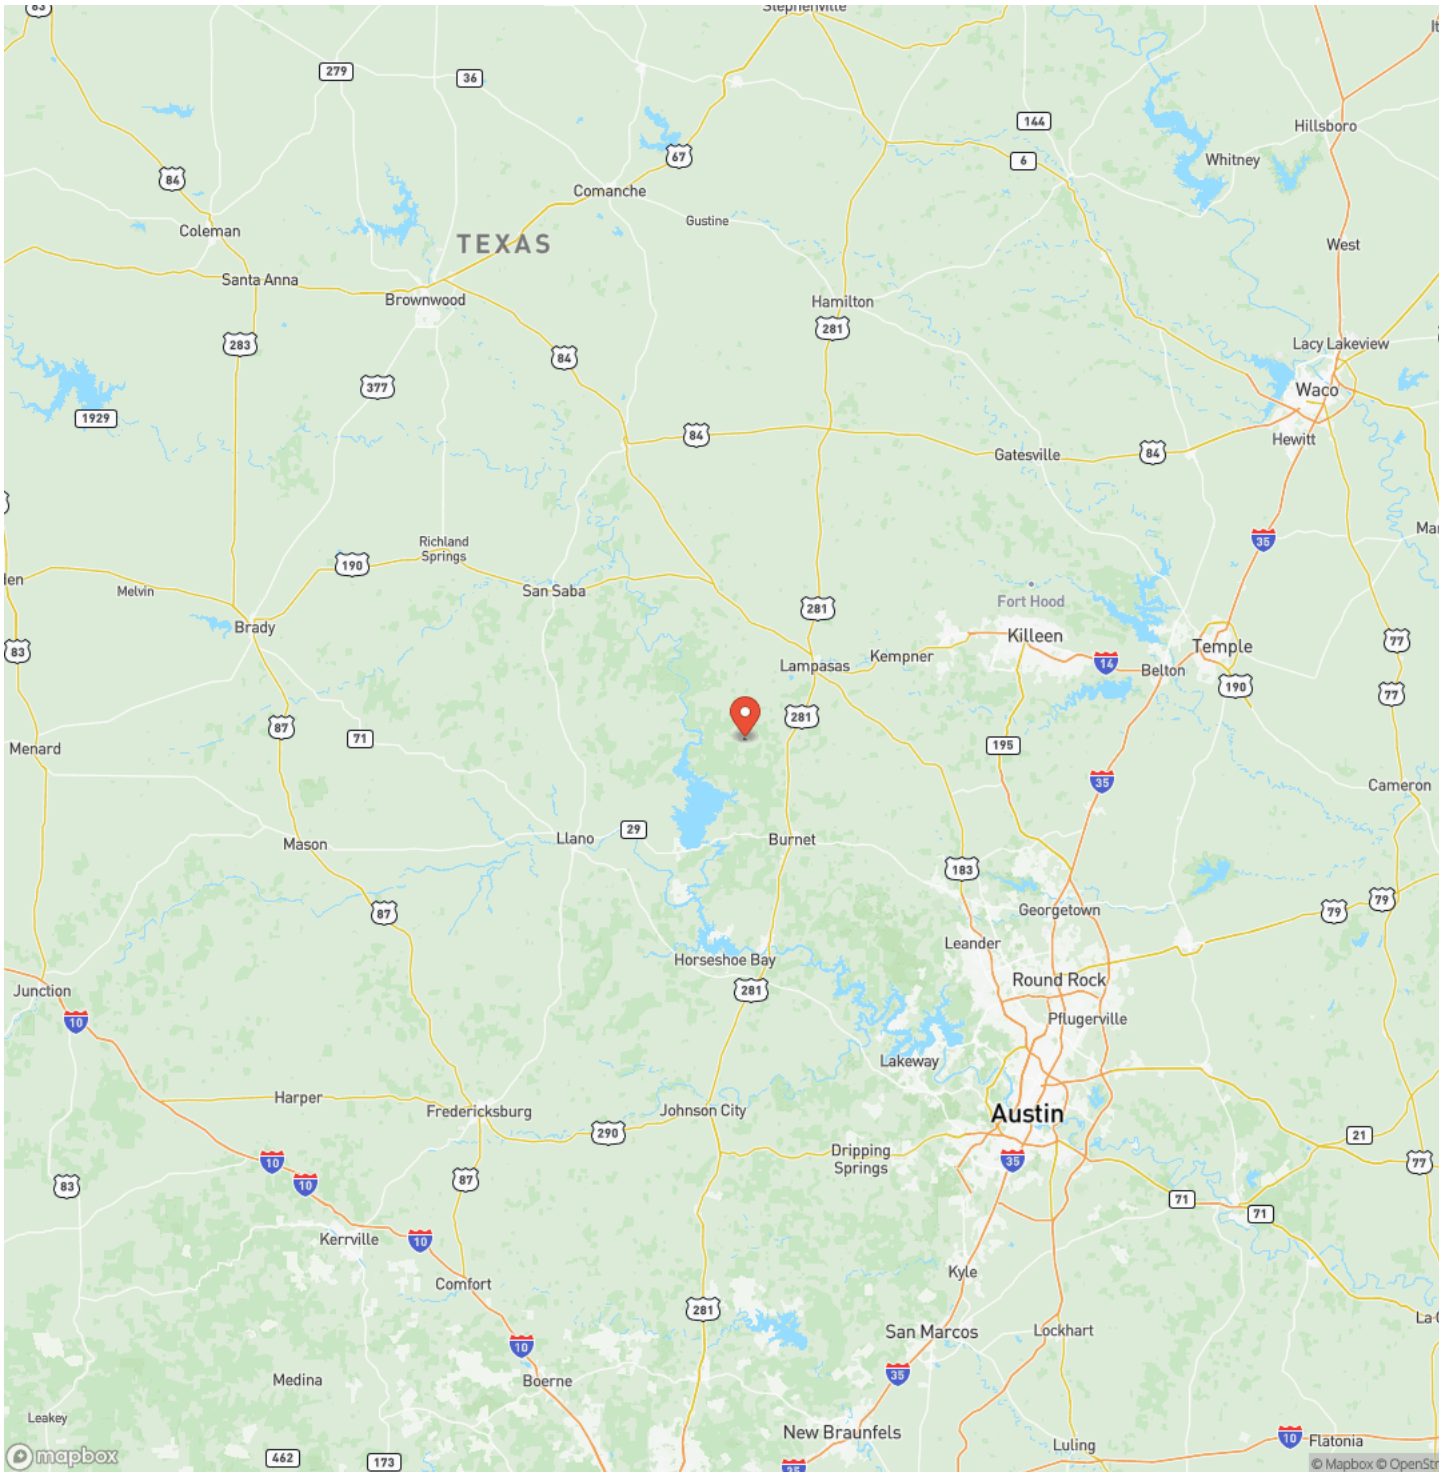 83
Stephenville
279
36
144
Hillsboro
67
6
Whitney
84
Comanche
Gustine
Coleman
TEXAS
West
Santa Anna
Brownwood
Hamilton
281
283
84
Lacy Lakeview
377
Waco
1929
84
Hewitt
Gatesville
84
35
Richland
Springs
190
Melvin
San Saba
Fort Hood
281
Brady
Killeen
83
Kempner
Temple
77
Lampasas
14
Belton
190
77
281
87
71
195
Menard
35
Cameron
29
Llano
Burnet
Mason
183
79
79
87
Georgetown
Leander
Horseshoe Bay
Round Rock
281
Junction
10
Pflugerville
Lakeway
Harper
Fredericksburg
Johnson City
Austin
290
21
Dripping
Springs
10
35
77
87
83
10
71
71
Kerrville
10
Kyle
Comfort
281
San Marcos
Lockhart
10
35
Medina
Boerne
Leakey
New Braunfels
10
Flatonia
Luling
mapbox
462
173
35
© Mapbox © OpenStr